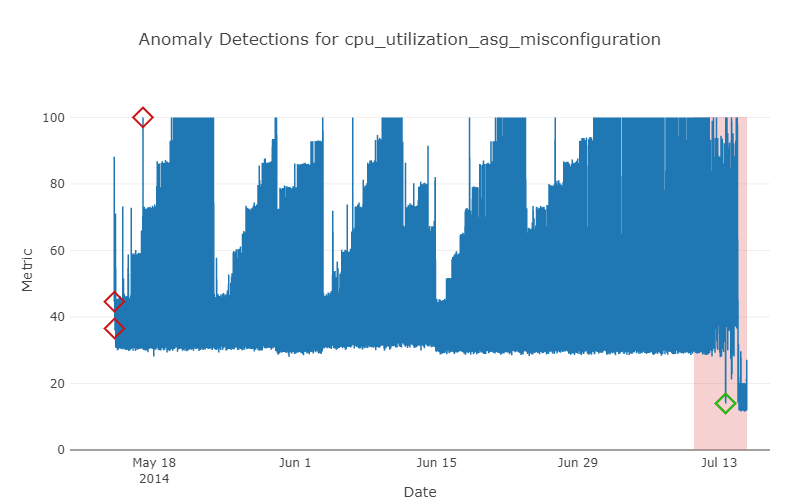 Anomaly Detections for cpu_utilization_asg_misconfiguration
100
80
60
40
20
0
Metric
May 18
2014
Jun 1
Jun 15
Jun 29
Jul 13
Date